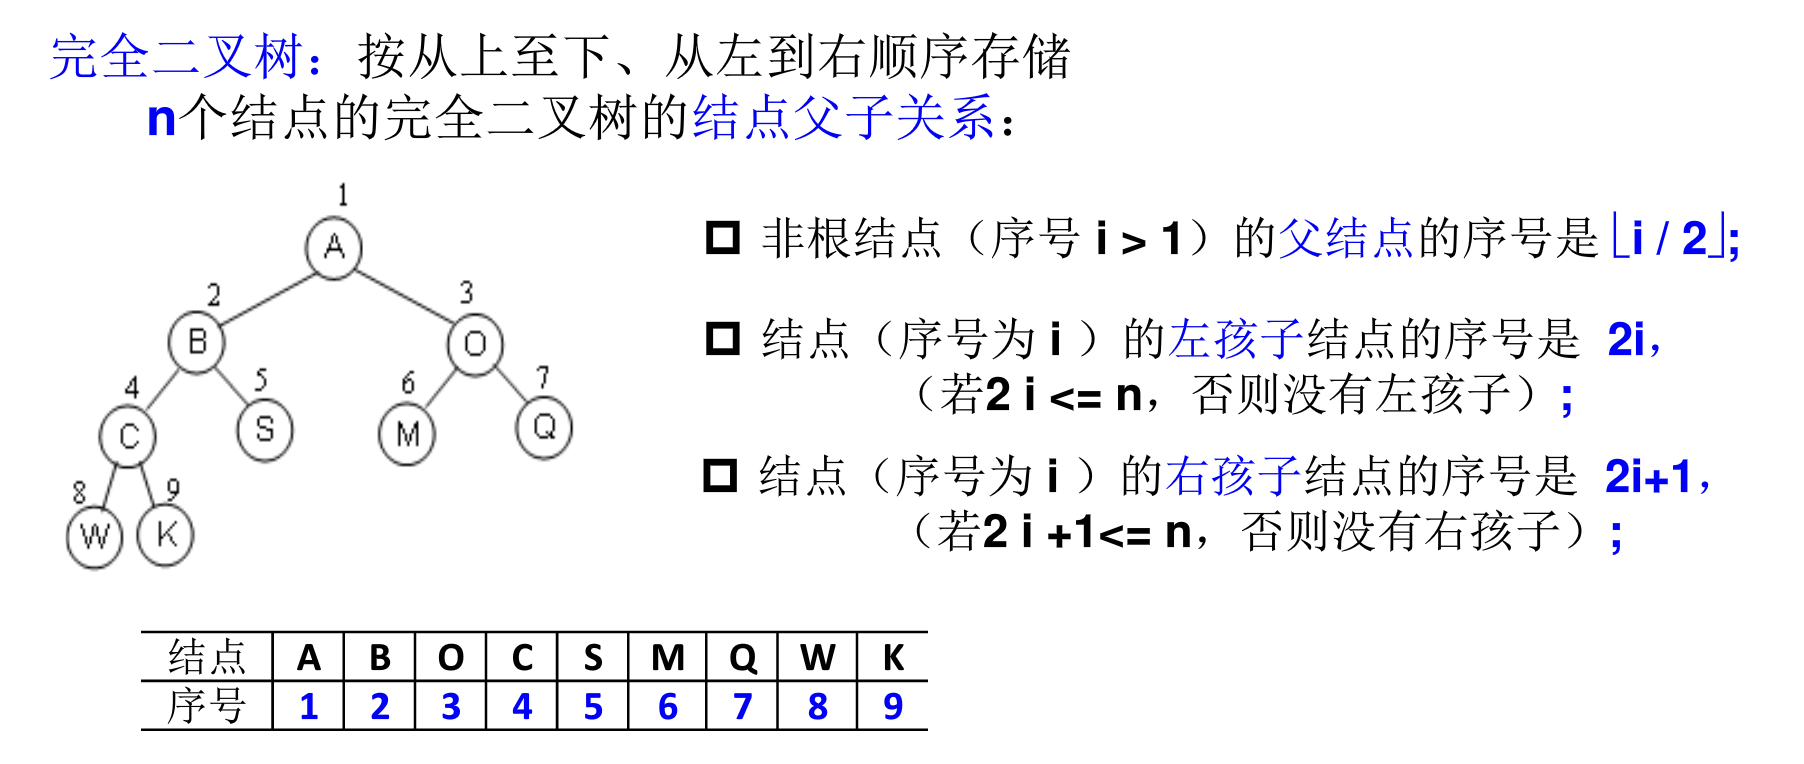 完全二叉树：按从上至下、从左到右顺序存储
n个结点的完全二叉树的结点父子关系：
1
A
2
3
B
O
4
5
6
7
C
S
M
Q
8
9
W
K
非根结点（序号 i > 1）的父结点的序号是 ⌊i / 2⌋;
结点（序号为 i ）的左孩子结点的序号是 2i，
（若2 i <= n，否则没有左孩子）;
结点（序号为 i ）的右孩子结点的序号是 2i+1，
（若2 i +1<= n，否则没有右孩子）;
结点 A B O C S M Q W K
序号 1 2 3 4 5 6 7 8 9